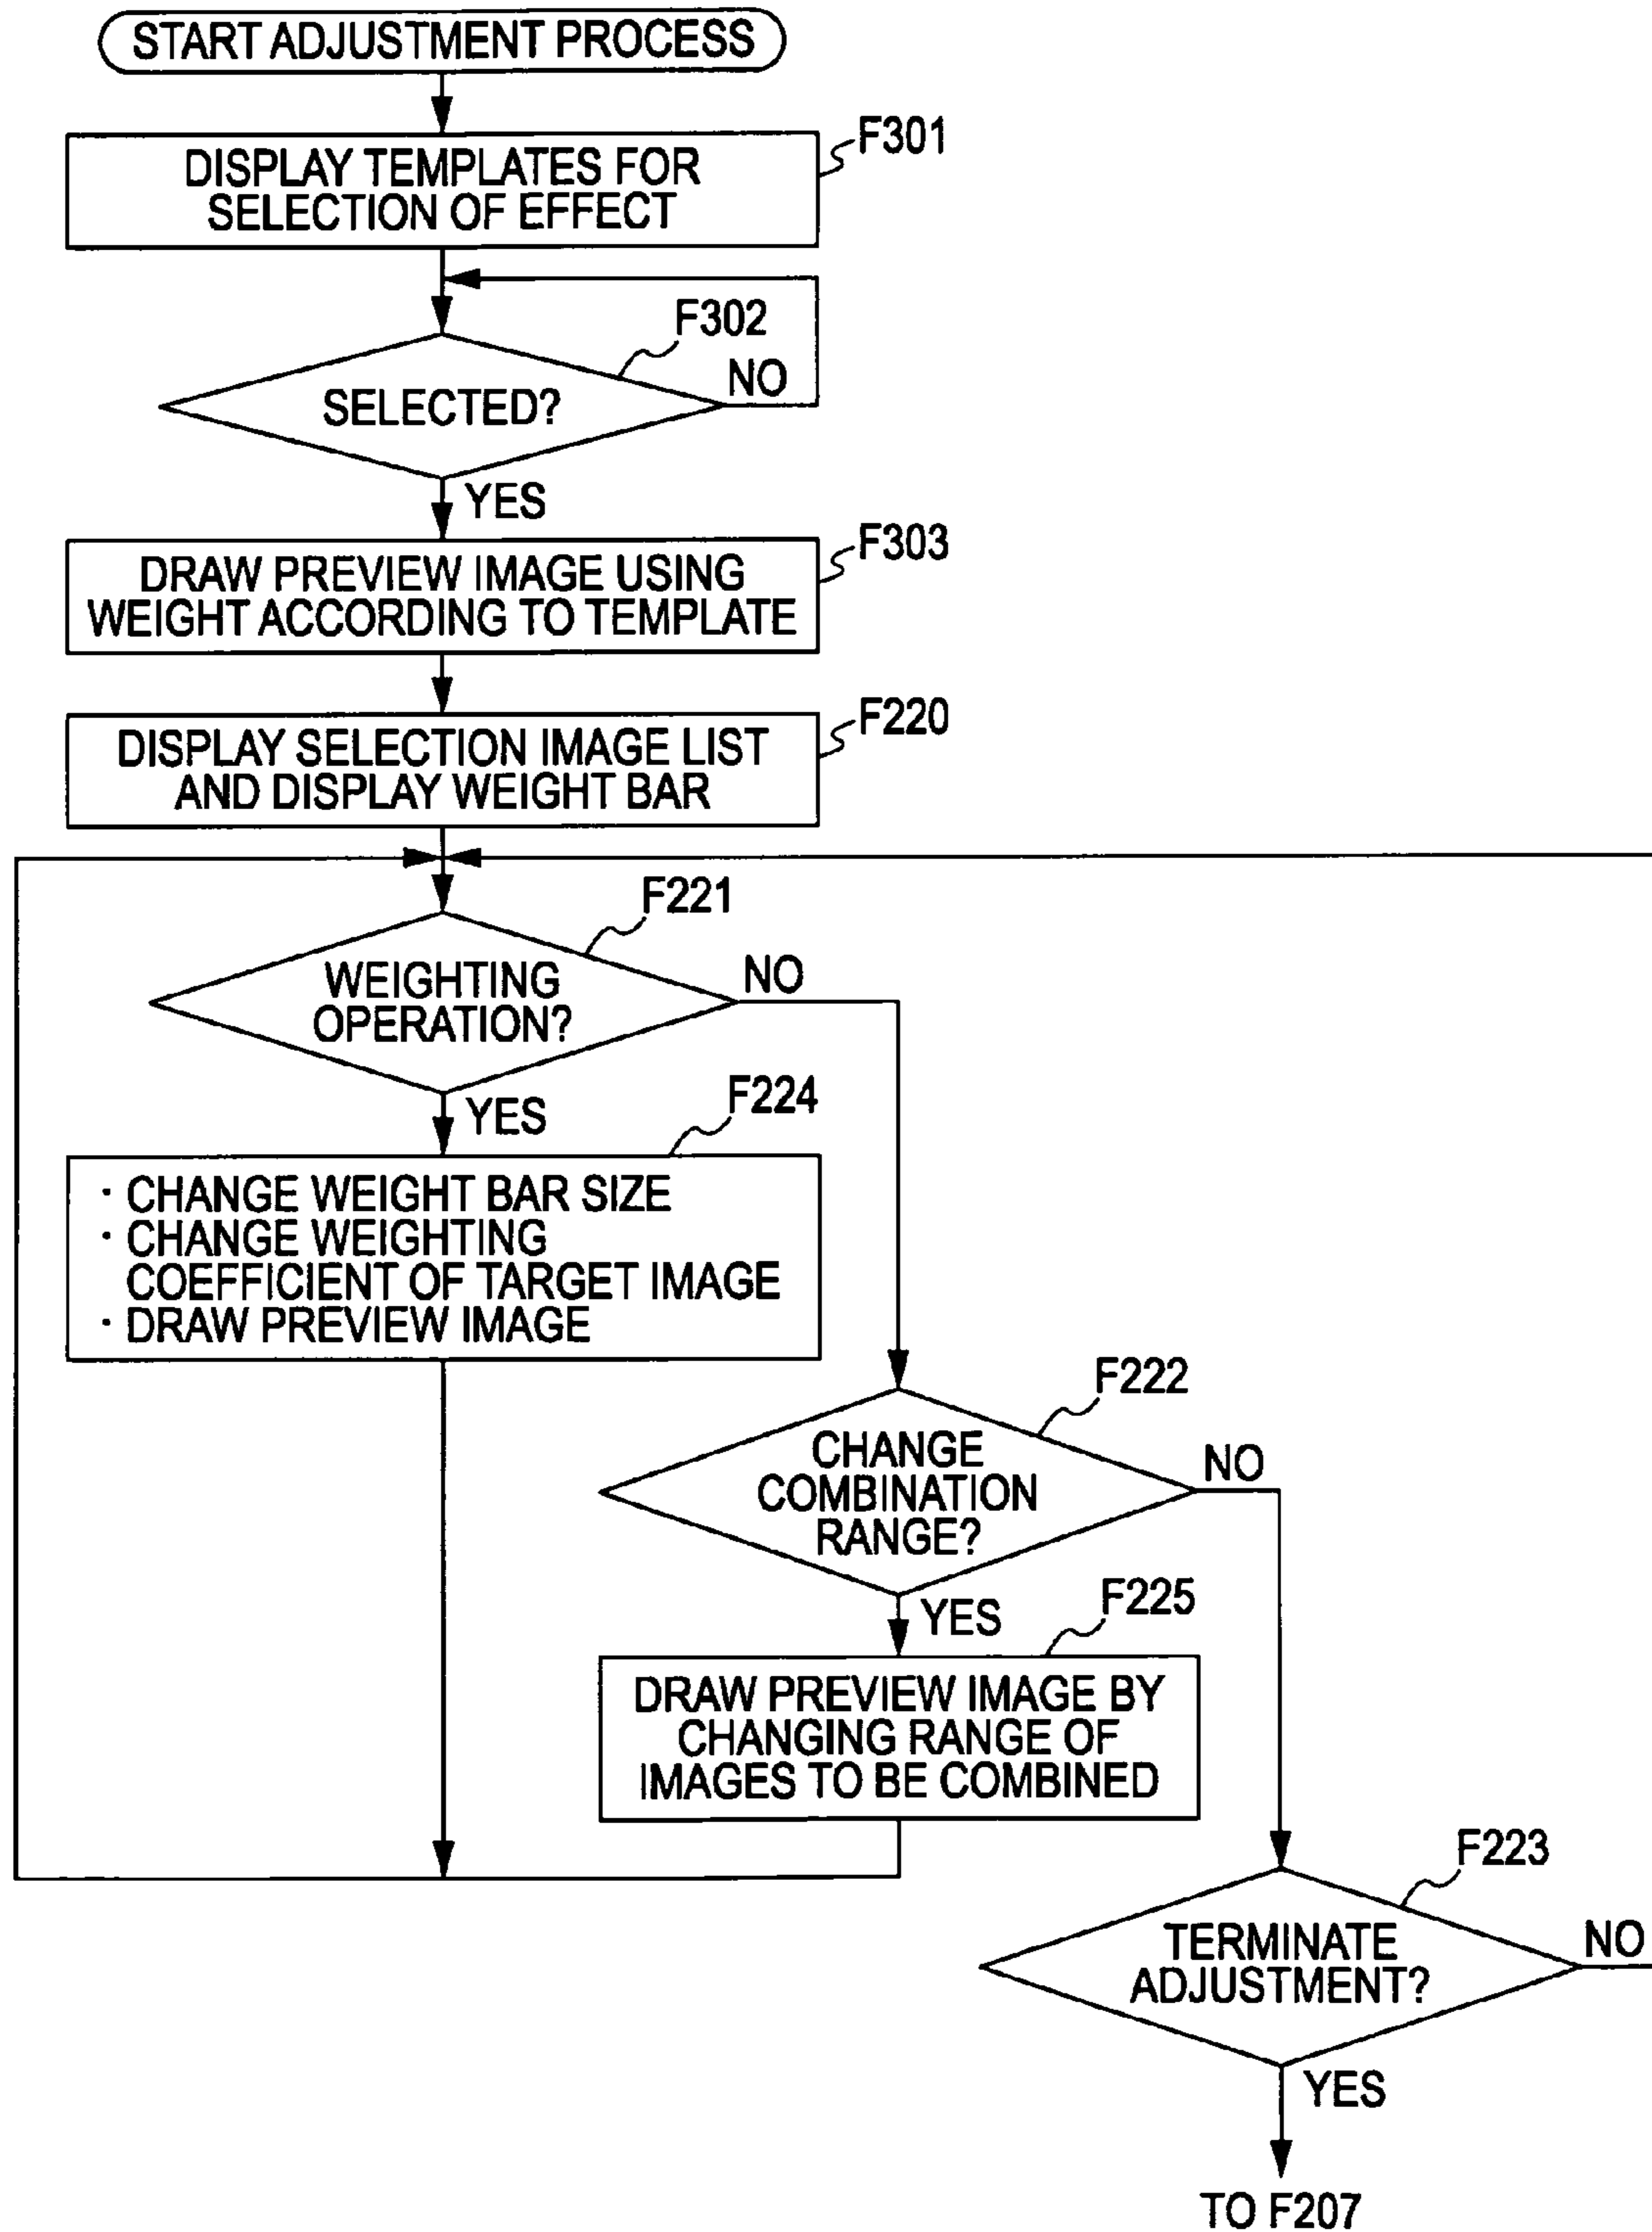 START ADJUSTMENT PROCESS
F301
DISPLAY TEMPLATES FOR
SELECTION OF EFFECT
F302
SELECTED?
NO
YES
F303
DRAW PREVIEW IMAGE USING
WEIGHT ACCORDING TO TEMPLATE
F220
DISPLAY SELECTION IMAGE LIST
AND DISPLAY WEIGHT BAR
F221
WEIGHTING
OPERATION?
NO
YES
F224
· CHANGE WEIGHT BAR SIZE
· CHANGE WEIGHTING
COEFFICIENT OF TARGET IMAGE
· DRAW PREVIEW IMAGE
F222
CHANGE
COMBINATION
RANGE?
NO
YES
F225
DRAW PREVIEW IMAGE BY
CHANGING RANGE OF
IMAGES TO BE COMBINED
F223
TERMINATE
ADJUSTMENT?
NO
YES
TO F207